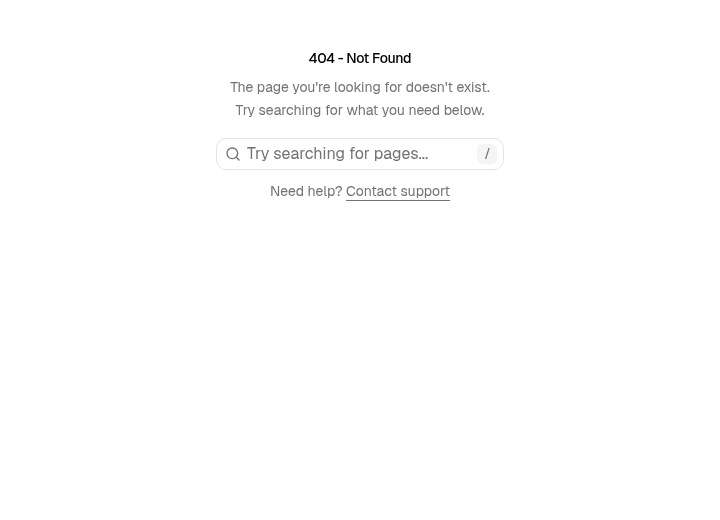 404 - Not Found
The page you're looking for doesn't exist.
Try searching for what you need below.
Try searching for pages...
/
Need help? Contact support